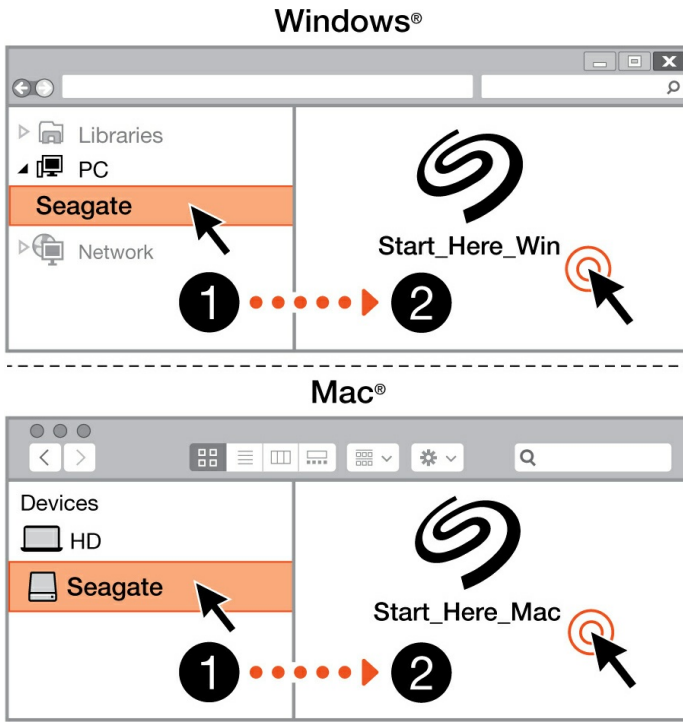 Windows®
Libraries
PC
Seagate
Network
Start_Here_Win
1
2
Mac®
Devices
HD
Seagate
Start_Here_Mac
1
2